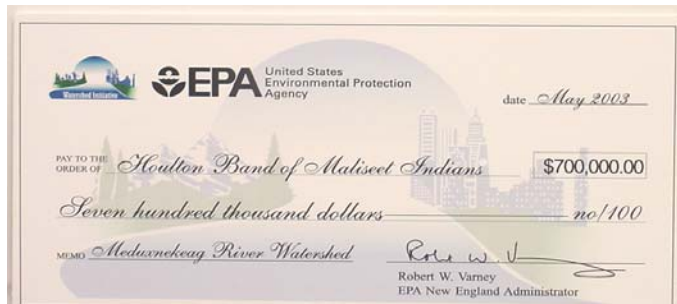 Watershed Initiative
EPA
United States
Environmental Protection
Agency
date May 2003
PAY TO THE
ORDER OF Houlton Band of Maliseet Indians $700,000.00
Seven hundred thousand dollars no/100
MEMO Meduxnekeag River Watershed
Robert W. Varney
EPA New England Administrator